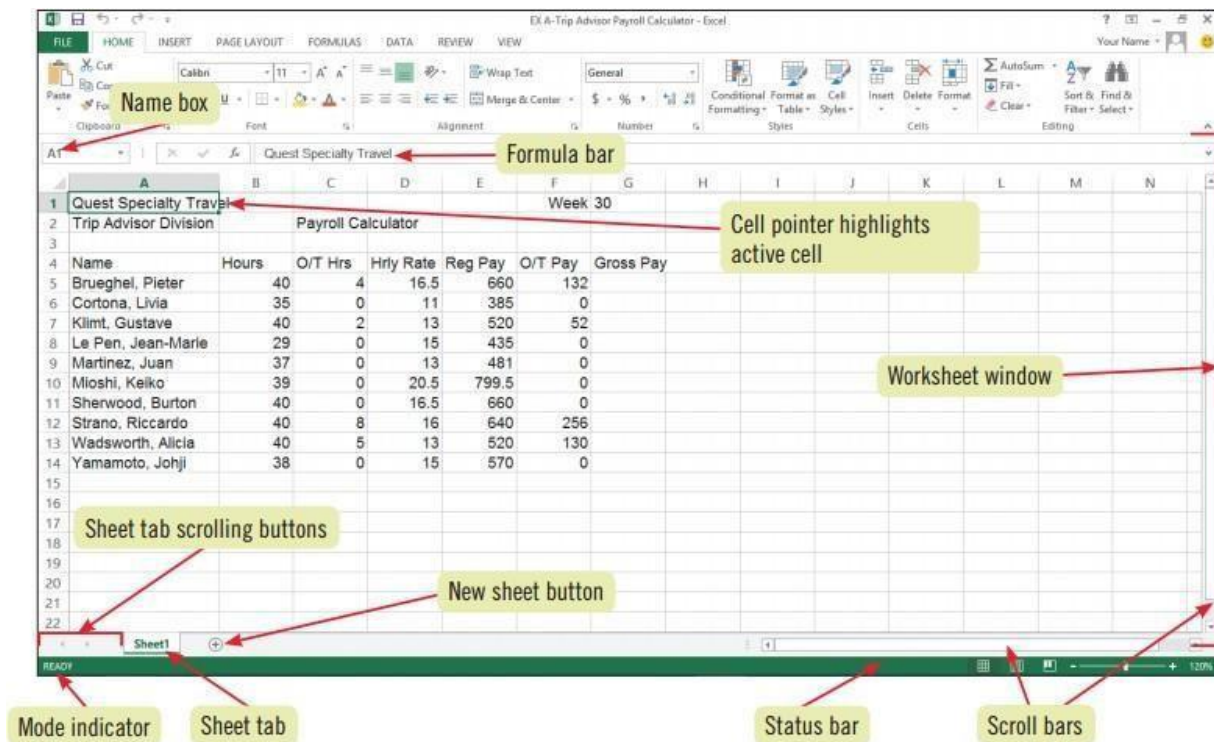 EX A-Trip Advisor Payroll Calculator - Excel
FILE HOME INSERT PAGE LAYOUT FORMULAS DATA REVIEW VIEW Your Name
Cut Calibri 11 Wrap Text General AutoSum
Paste Merge & Center $ % Conditional Formatting Format as Table Cell Styles Insert Delete Format Fill Clear Sort & Filter Find & Select
Clipboard Font Alignment Number Styles Cells Editing
Name box
A1 fx Quest Specialty Travel
Formula bar
A B C D E F G H I J K L M N
1 Quest Specialty Travel Week 30
2 Trip Advisor Division Payroll Calculator
Cell pointer highlights
active cell
3
4 Name Hours O/T Hrs Hrly Rate Reg Pay O/T Pay Gross Pay
5 Brueghel, Pieter 40 4 16.5 660 132
6 Cortona, Livia 35 0 11 385 0
7 Klimt, Gustave 40 2 13 520 52
8 Le Pen, Jean-Marie 29 0 15 435 0
9 Martinez, Juan 37 0 13 481 0
10 Mioshi, Keiko 39 0 20.5 799.5 0
Worksheet window
11 Sherwood, Burton 40 0 16.5 660 0
12 Strano, Riccardo 40 8 16 640 256
13 Wadsworth, Alicia 40 5 13 520 130
14 Yamamoto, Johji 38 0 15 570 0
15
16
17
Sheet tab scrolling buttons
18
19
20
New sheet button
21
22
Sheet1
READY 120%
Mode indicator Sheet tab Status bar Scroll bars